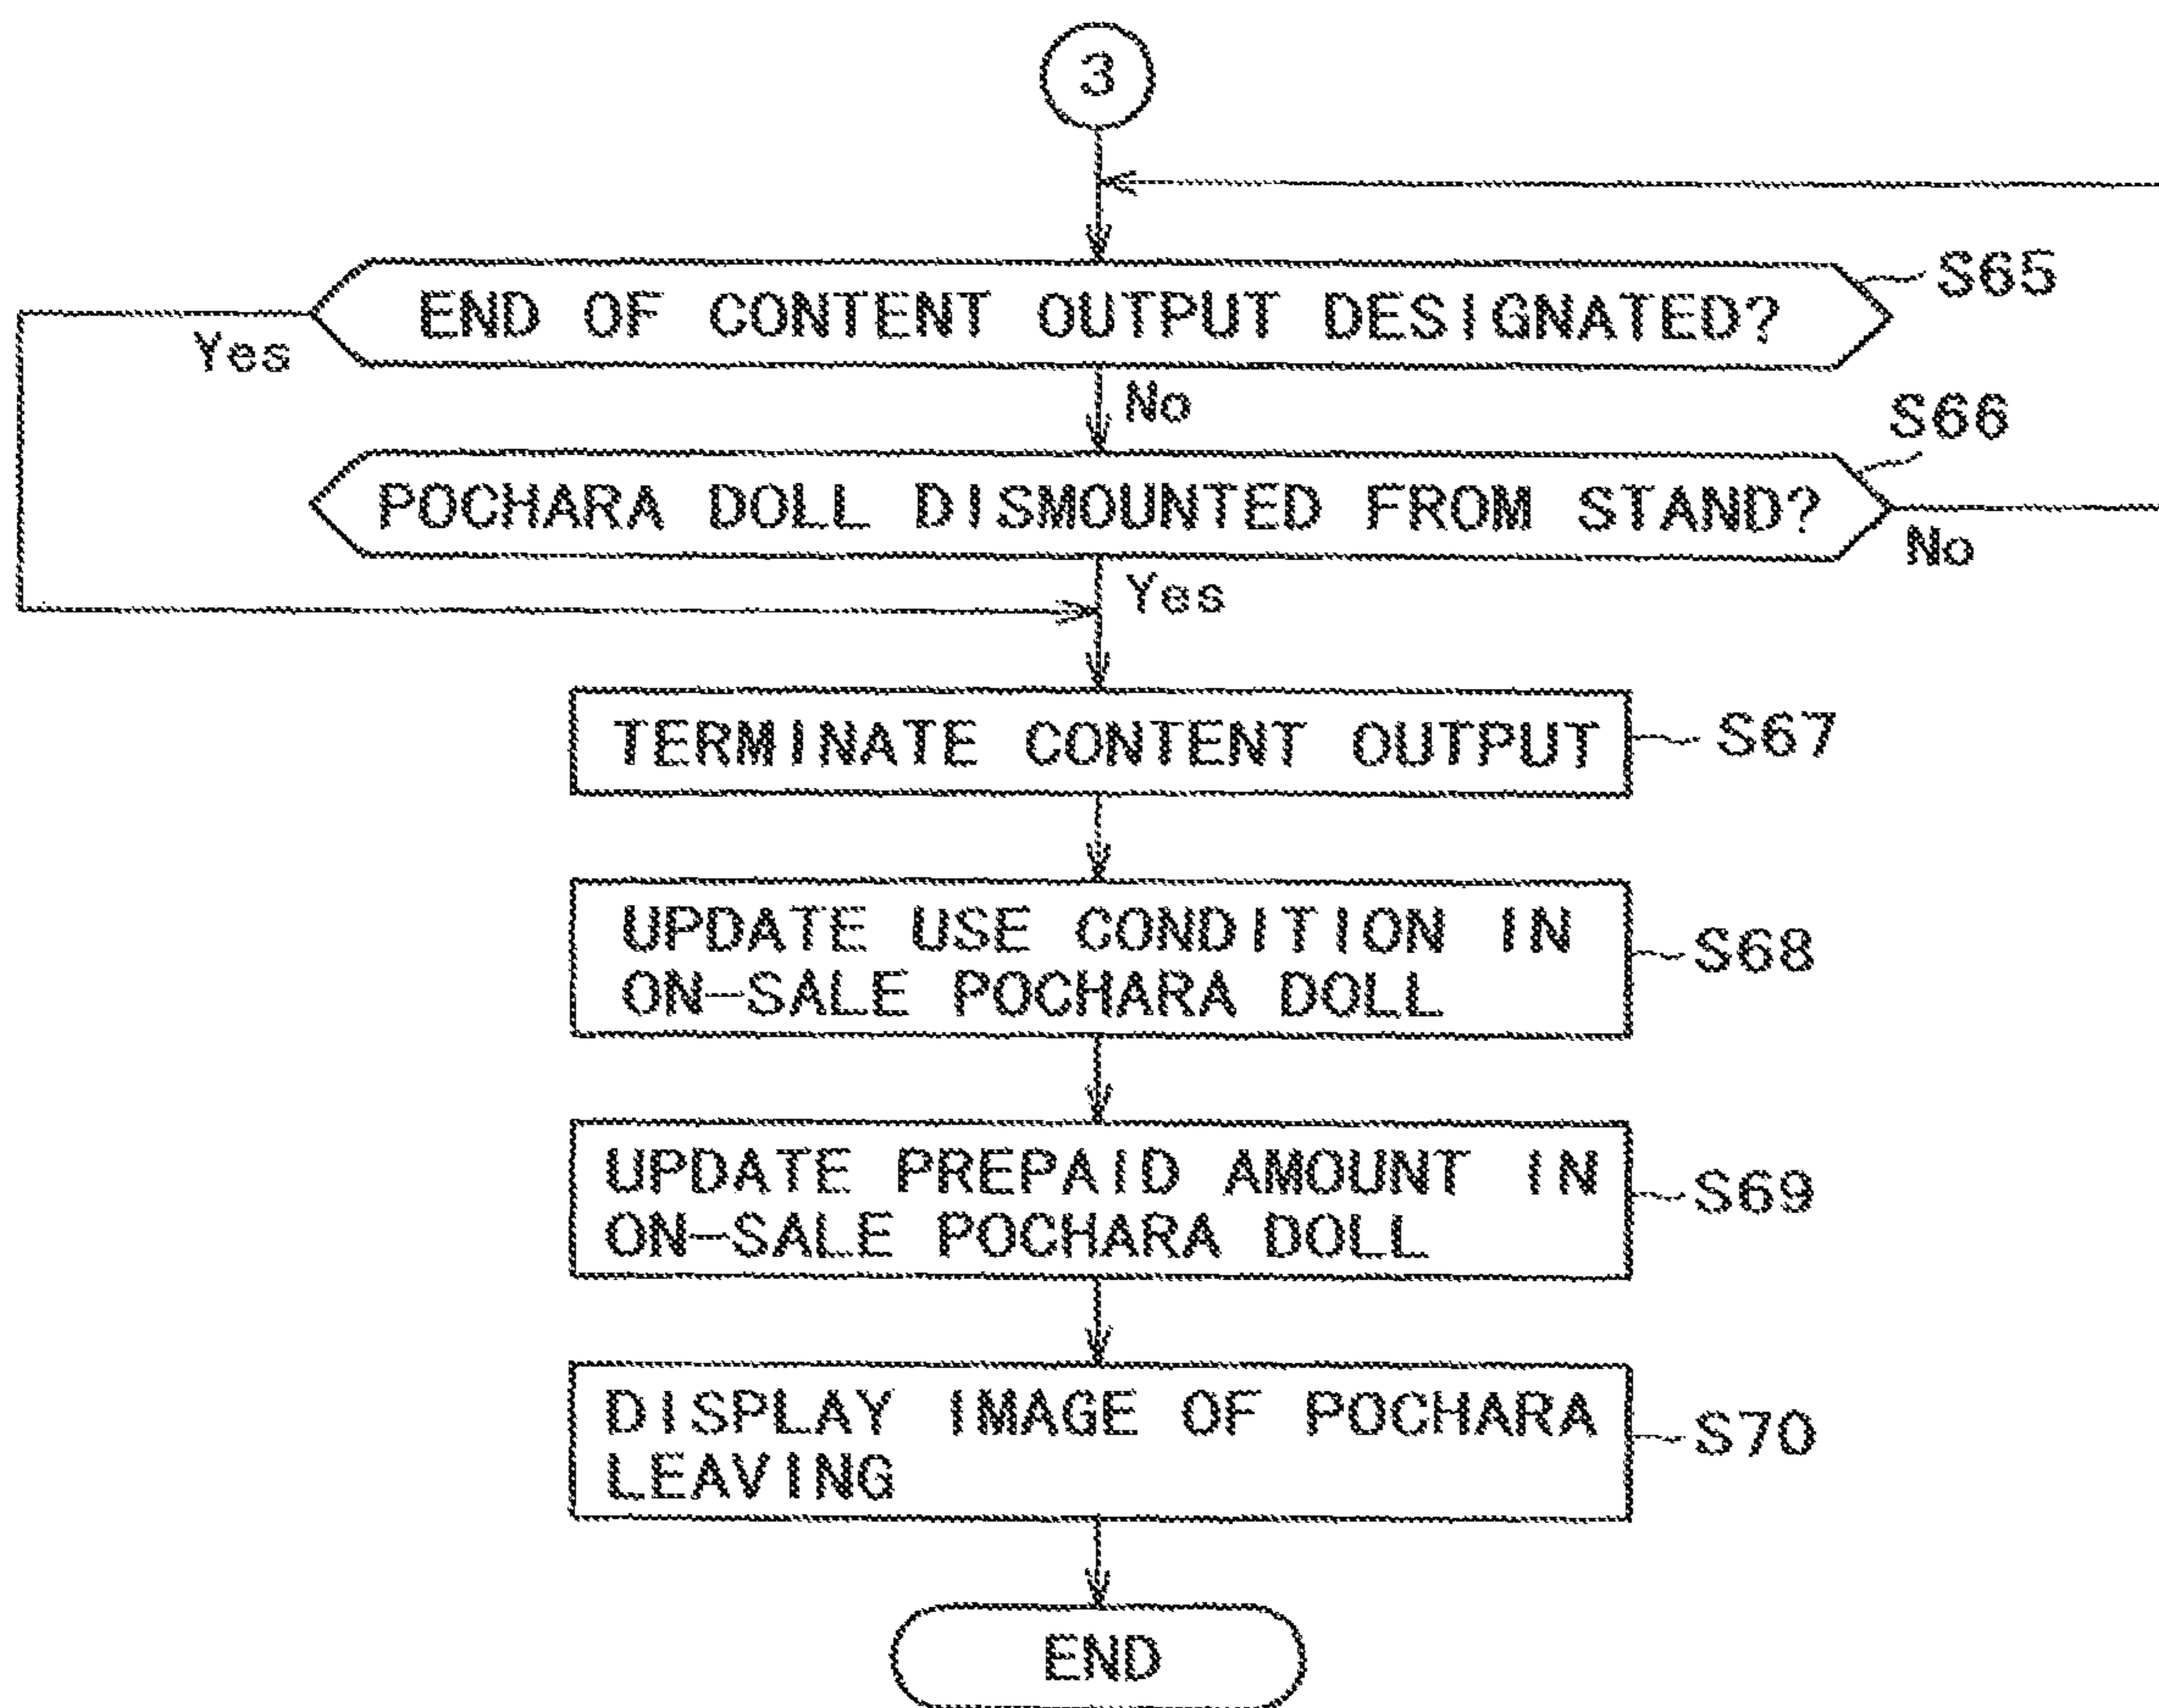 3
END OF CONTENT OUTPUT DESIGNATED?
S65
Yes
No
S66
POCHARA DOLL DISMOUNTED FROM STAND?
No
Yes
TERMINATE CONTENT OUTPUT
S67
UPDATE USE CONDITION IN
ON-SALE POCHARA DOLL
S68
UPDATE PREPAID AMOUNT IN
ON-SALE POCHARA DOLL
S69
DISPLAY IMAGE OF POCHARA
LEAVING
S70
END